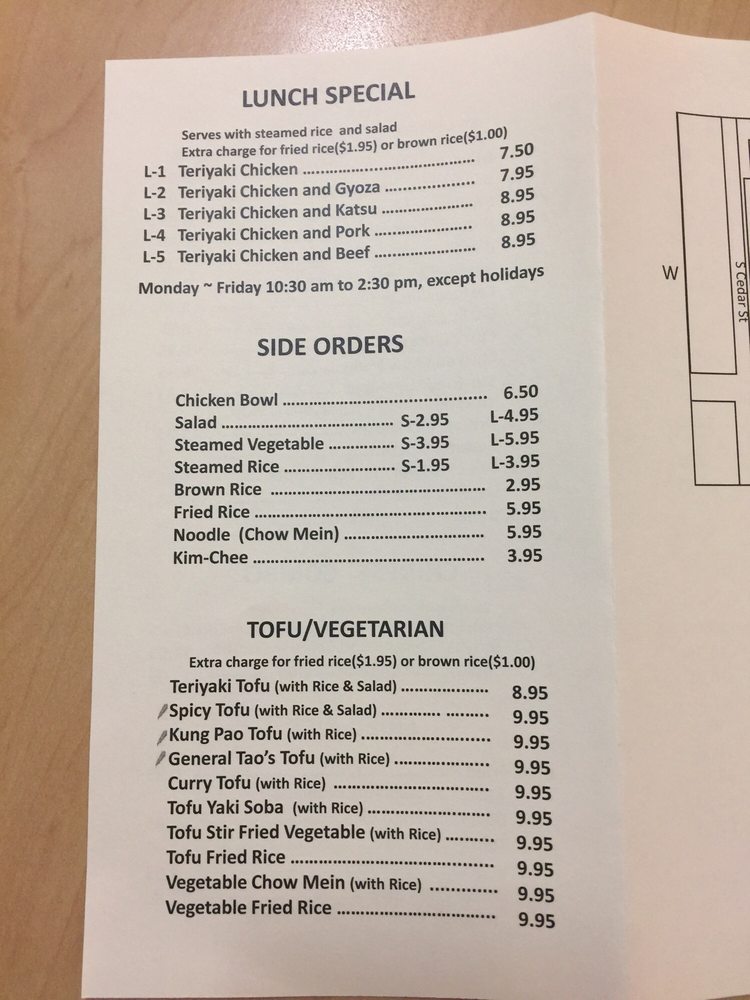 LUNCH SPECIAL
Serves with steamed rice and salad
Extra charge for fried rice($1.95) or brown rice($1.00)
L-1 Teriyaki Chicken ........................................ 7.50
L-2 Teriyaki Chicken and Gyoza ..................... 7.95
L-3 Teriyaki Chicken and Katsu ..................... 8.95
L-4 Teriyaki Chicken and Pork ...................... 8.95
L-5 Teriyaki Chicken and Beef ....................... 8.95
Monday ~ Friday 10:30 am to 2:30 pm, except holidays
SIDE ORDERS
Chicken Bowl ............................................... 6.50
Salad ....................................... S-2.95 L-4.95
Steamed Vegetable ............... S-3.95 L-5.95
Steamed Rice ......................... S-1.95 L-3.95
Brown Rice ................................................. 2.95
Fried Rice ..................................................... 5.95
Noodle (Chow Mein) ................................ 5.95
Kim-Chee ..................................................... 3.95
TOFU/VEGETARIAN
Extra charge for fried rice($1.95) or brown rice($1.00)
Teriyaki Tofu (with Rice & Salad) .................... 8.95
Spicy Tofu (with Rice & Salad) ............. .......... 9.95
Kung Pao Tofu (with Rice) .............................. 9.95
General Tao's Tofu (with Rice) ...................... 9.95
Curry Tofu (with Rice) .................................... 9.95
Tofu Yaki Soba (with Rice) ............................ 9.95
Tofu Stir Fried Vegetable (with Rice) ........... 9.95
Tofu Fried Rice ............................................... 9.95
Vegetable Chow Mein (with Rice) ................ 9.95
Vegetable Fried Rice ..................................... 9.95
W
S Cedar St